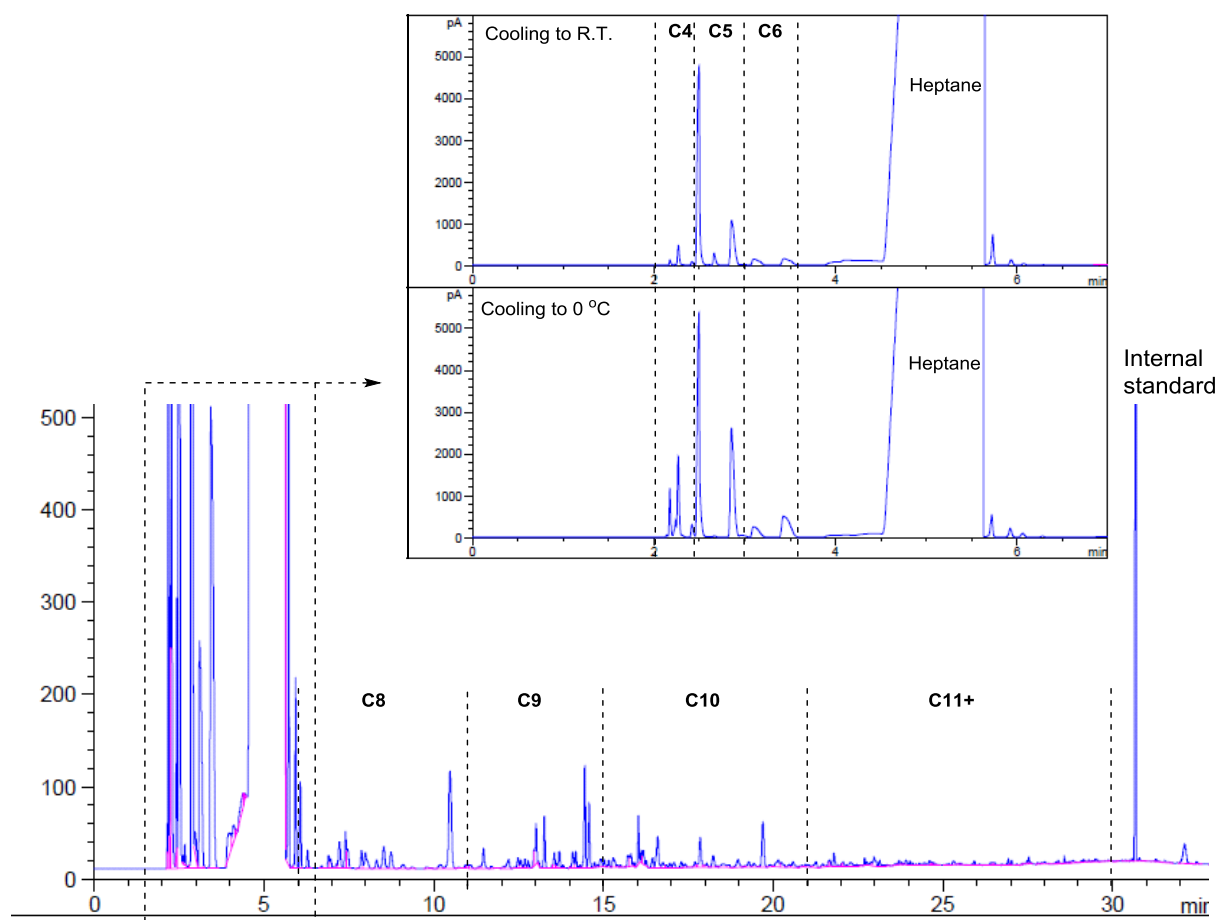 pA
Cooling to R.T.
C4
C5
C6
5000
4000
3000
2000
1000
0
Heptane
0
2
4
6
min
pA
Cooling to 0 °C
5000
4000
3000
2000
1000
0
Heptane
0
2
4
6
min
Internal
standard
500
400
300
200
100
0
C8
C9
C10
C11+
0
5
10
15
20
25
30
min